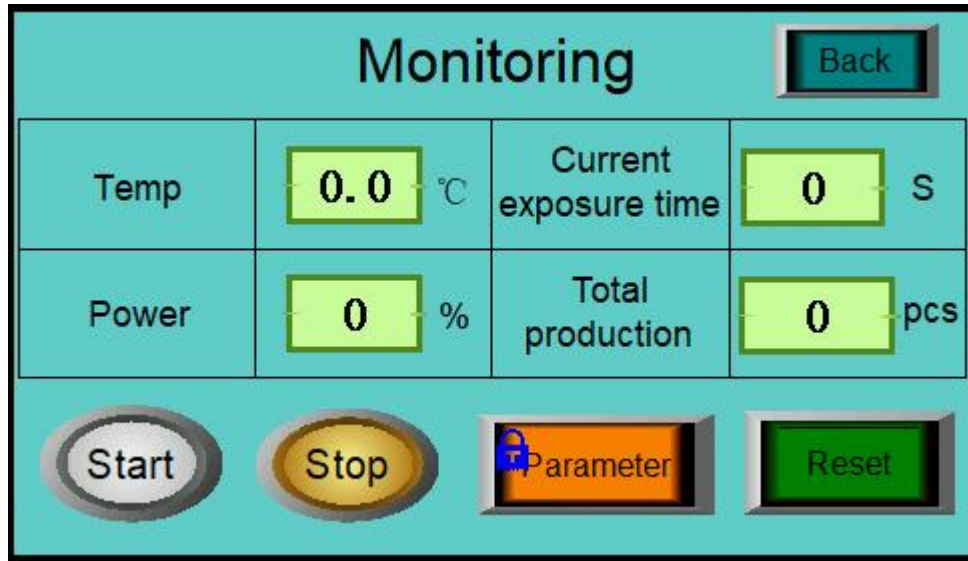 Monitoring
Back
Temp
0.0 ℃
Current
exposure time
0 S
Power
0 %
Total
production
0 pcs
Start
Stop
Parameter
Reset